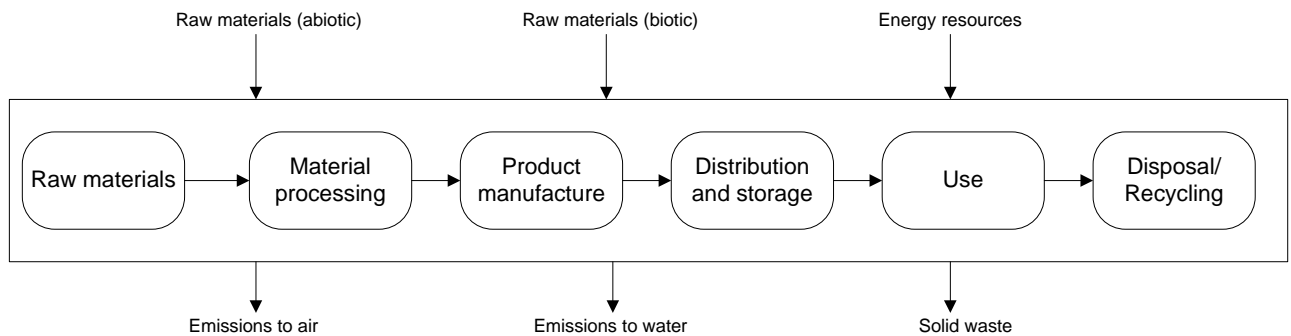 Raw materials (abiotic)
Raw materials (biotic)
Energy resources
Raw materials
Material
processing
Product
manufacture
Distribution
and storage
Use
Disposal/
Recycling
Emissions to air
Emissions to water
Solid waste